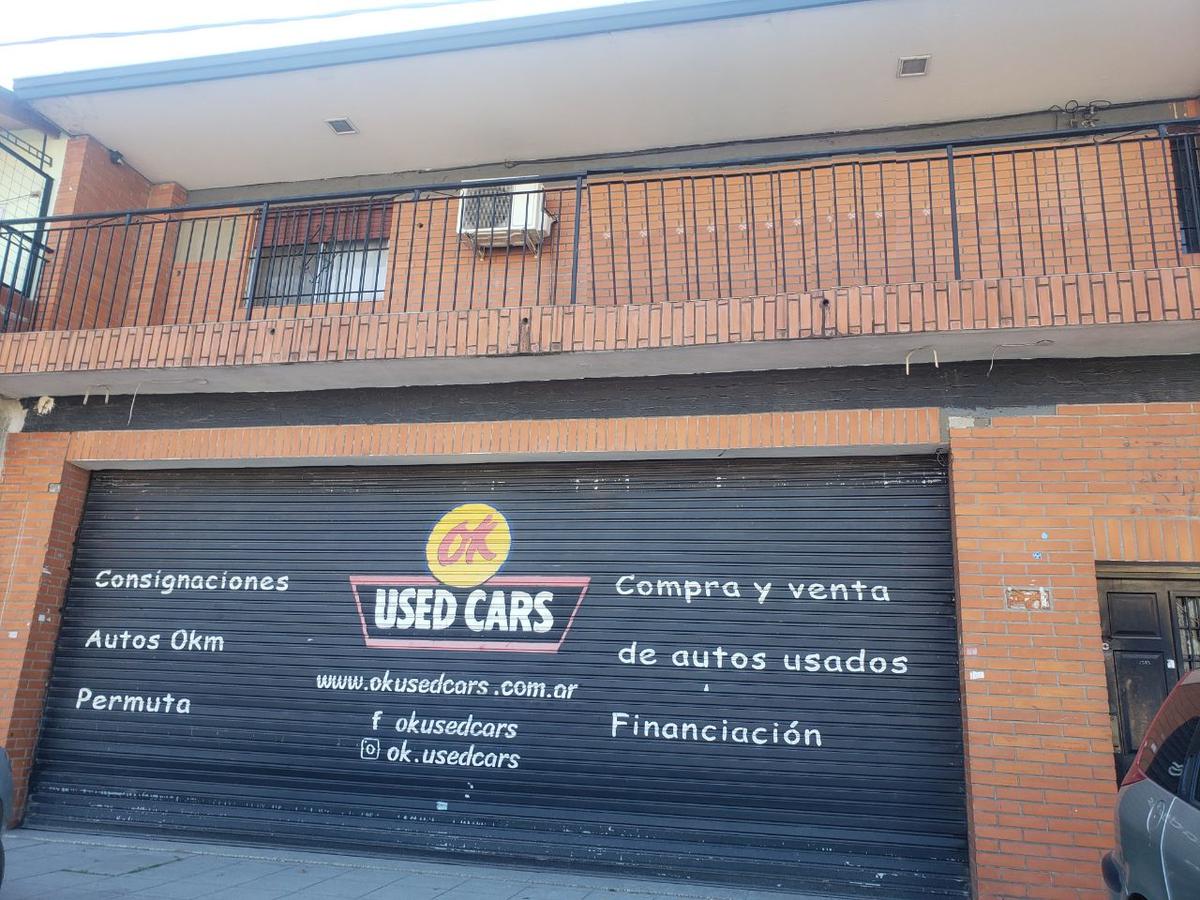 OK
USED CARS
www.okusedcars.com.ar
okusedcars
ok.usedcars
Consignaciones
Autos 0km
Permuta
Compra y venta
de autos usados
Financiación